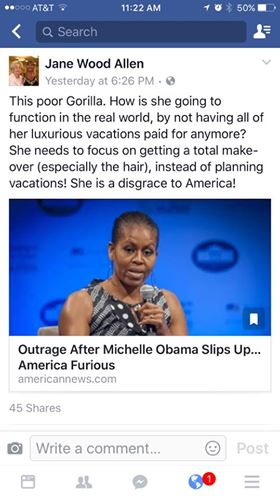 AT&T 11:22 AM 50%
Search
Jane Wood Allen
Yesterday at 6:26 PM
This poor Gorilla. How is she going to
function in the real world, by not having all of
her luxurious vacations paid for anymore?
She needs to focus on getting a total make-
over (especially the hair), instead of planning
vacations! She is a disgrace to America!
Outrage After Michelle Obama Slips Up...
America Furious
americannews.com
45 Shares
Write a comment... Post
1